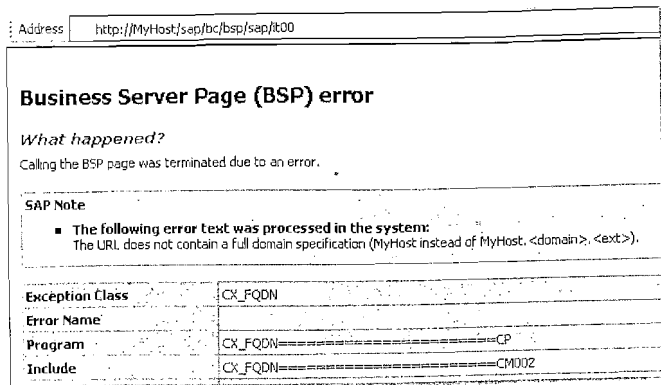 Address http://MyHost/sap/bc/bsp/sap/it00
Business Server Page (BSP) error
What happened?
Calling the BSP page was terminated due to an error.
SAP Note
▪ The following error text was processed in the system:
The URL does not contain a full domain specification (MyHost instead of MyHost.<domain>.<ext>).
Exception Class CX_FQDN
Error Name
Program CX_FQDN=======================CP
Include CX_FQDN=======================CM002